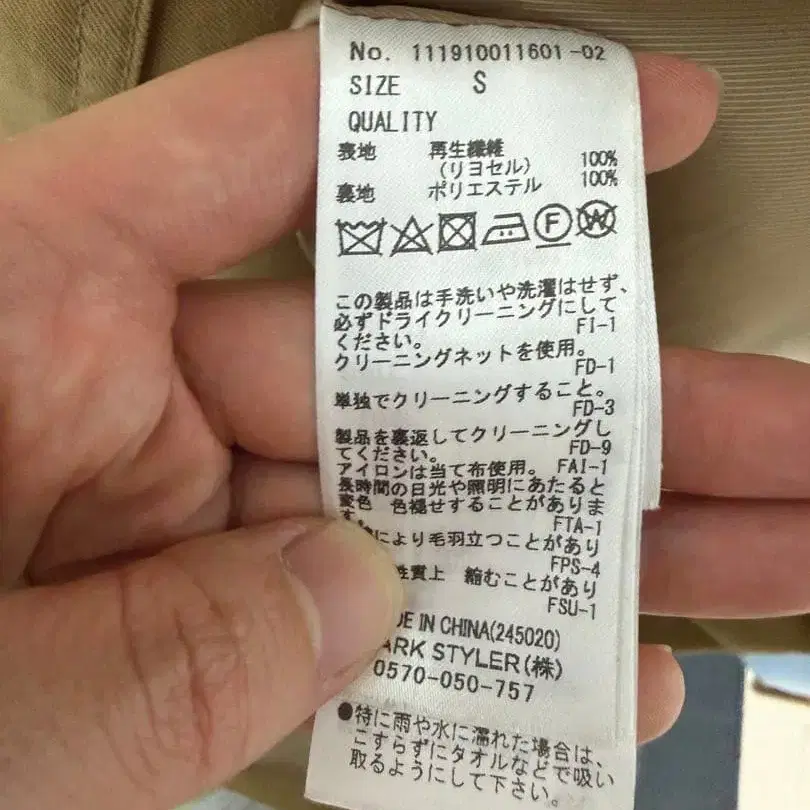 No. 111910011601-02
SIZE S
QUALITY
表地 再生繊維
(リヨセル) 100%
裏地 ポリエステル 100%
この製品は手洗いや洗濯はせず、
必ずドライクリーニングにして
ください。 FI-1
クリーニングネットを使用。
FD-1
単独でクリーニングすること。
FD-3
製品を裏返してクリーニングし
てください。 FD-9
アイロンは当て布使用。 FAI-1
長時間の日光や照明にあたると
変色 色褪せすることがありま
す FTA-1
により毛羽立つことがあり
FPS-4
性質上 縮むことがあり
FSU-1
DE IN CHINA(245020)
ARK STYLER(株)
0570-050-757
●特に雨や水に濡れた場合は、
こすらずにタオルなどで吸い
取るようにして下さい。